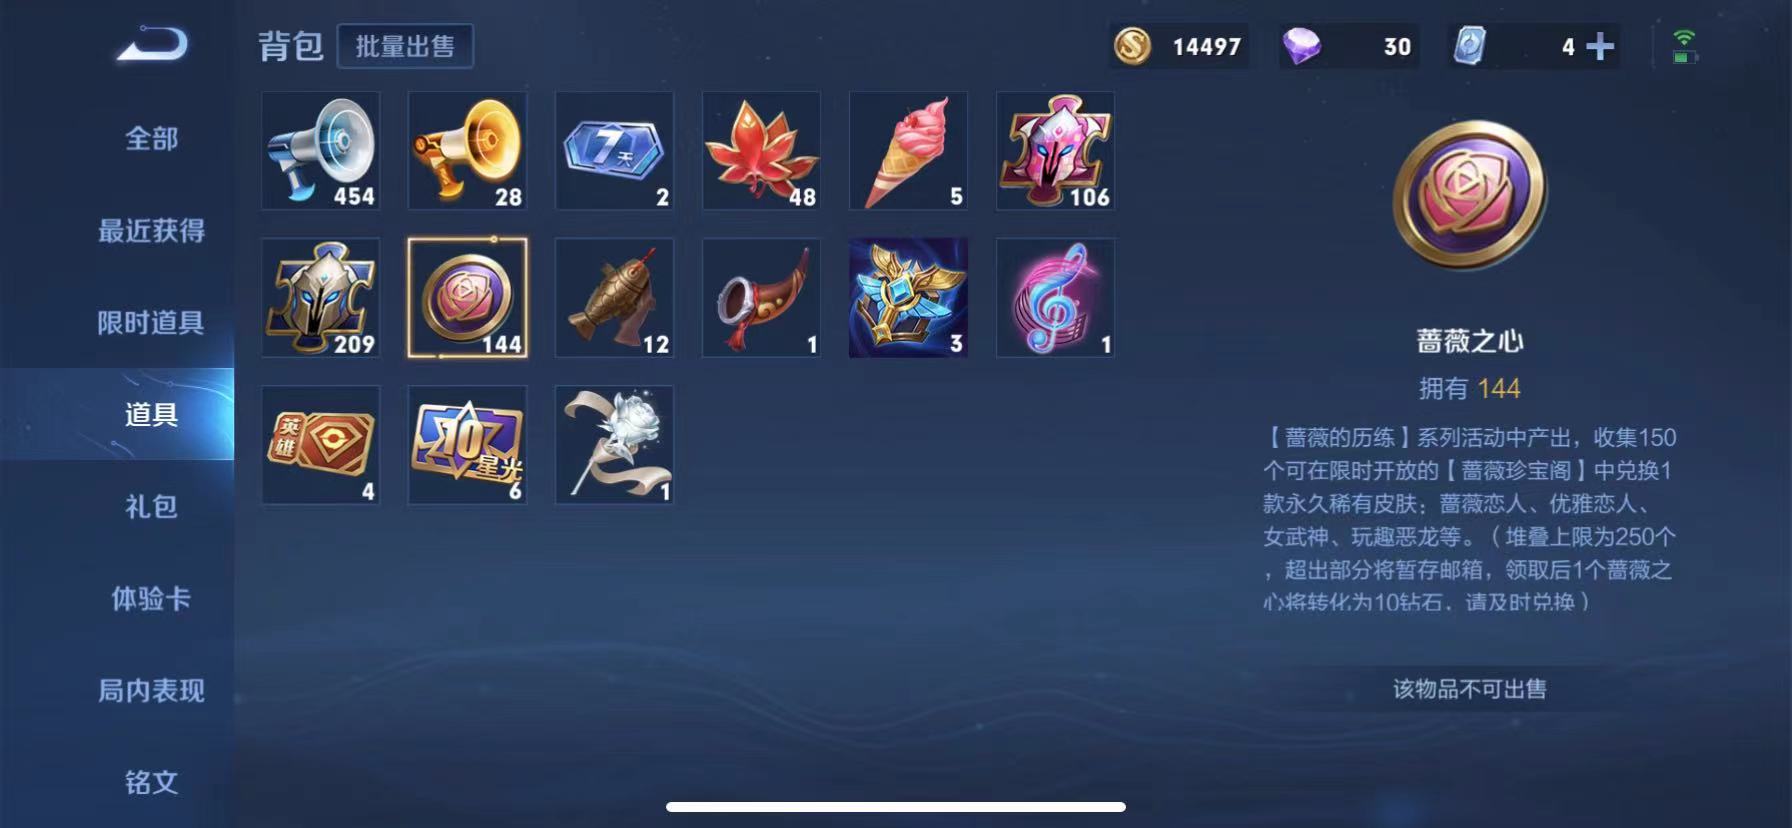 背包 批量出售 14497 30 4
全部
最近获得
限时道具
道具
礼包
体验卡
局内表现
铭文
454 28 7天 2 48 5 106
209 144 12 1 3 1
英雄 4 10星光 6 1
蔷薇之心
拥有 144
【蔷薇的历练】系列活动中产出，收集150
个可在限时开放的【蔷薇珍宝阁】中兑换1
款永久稀有皮肤：蔷薇恋人、优雅恋人、
女武神、玩趣恶龙等。（堆叠上限为250个
，超出部分将暂存邮箱，领取后1个蔷薇之
心将转化为10钻石，请及时兑换）
该物品不可出售